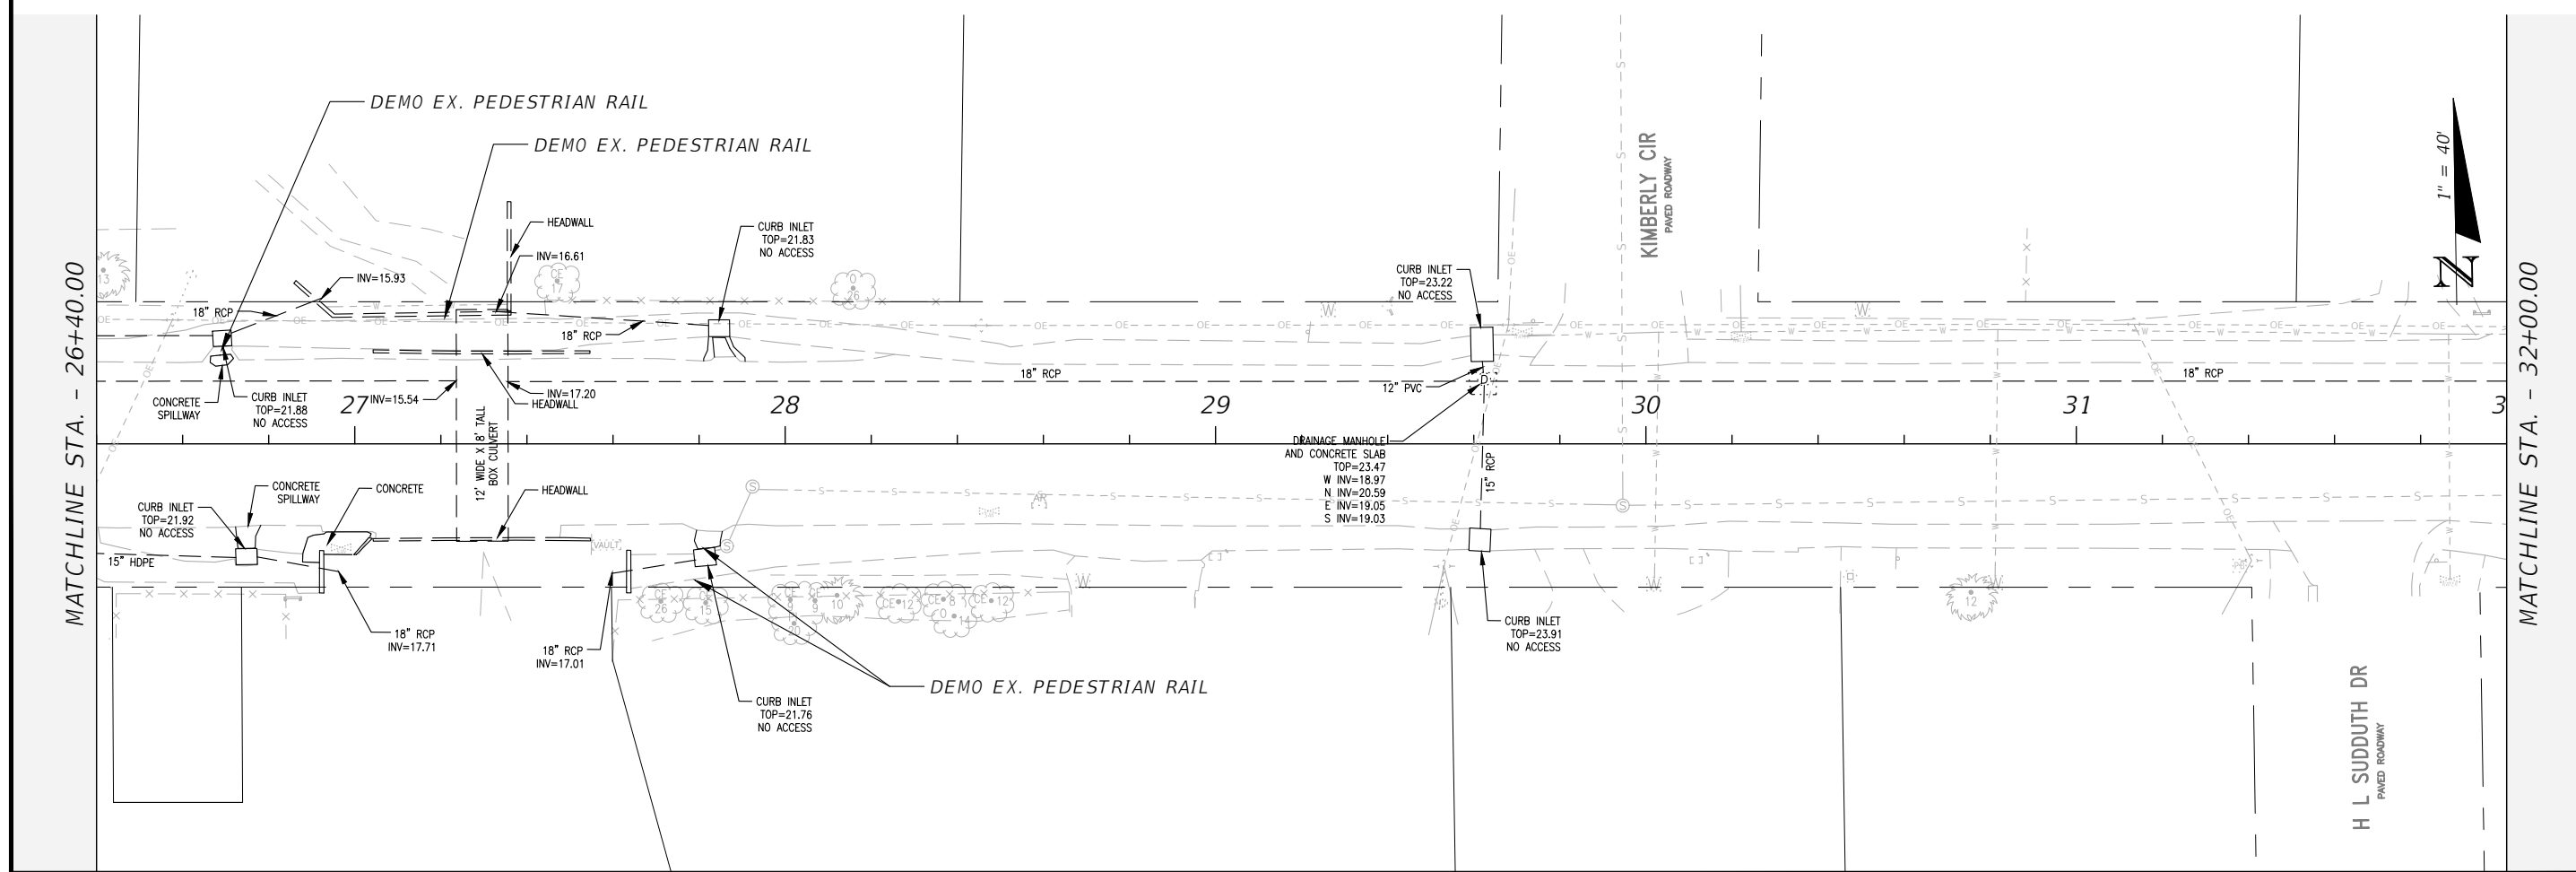 MATCHLINE STA. - 26+40.00
DEMO EX. PEDESTRIAN RAIL
DEMO EX. PEDESTRIAN RAIL
HEADWALL
INV=16.61
INV=15.93
18" RCP
CURB INLET
TOP=21.83
NO ACCESS
18" RCP
CONCRETE
SPILLWAY
CURB INLET
TOP=21.88
NO ACCESS
INV=15.54
INV=17.20
HEADWALL
18" RCP
CURB INLET
TOP=23.22
NO ACCESS
12" PVC
D
18" RCP
KIMBERLY CIR
PAVED ROADWAY
1" = 40'
N
27
28
29
30
31
3
12' WIDE X 8' TALL
BOX CULVERT
DRAINAGE MANHOLE
AND CONCRETE SLAB
TOP=23.47
W INV=18.97
N INV=20.59
E INV=19.05
S INV=19.03
15" RCP
CONCRETE
SPILLWAY
CONCRETE
HEADWALL
CURB INLET
TOP=21.92
NO ACCESS
15" HDPE
VAULT
18" RCP
INV=17.71
18" RCP
INV=17.01
CURB INLET
TOP=21.76
NO ACCESS
DEMO EX. PEDESTRIAN RAIL
CURB INLET
TOP=23.91
NO ACCESS
H L SUDDUTH DR
PAVED ROADWAY
MATCHLINE STA. - 32+00.00